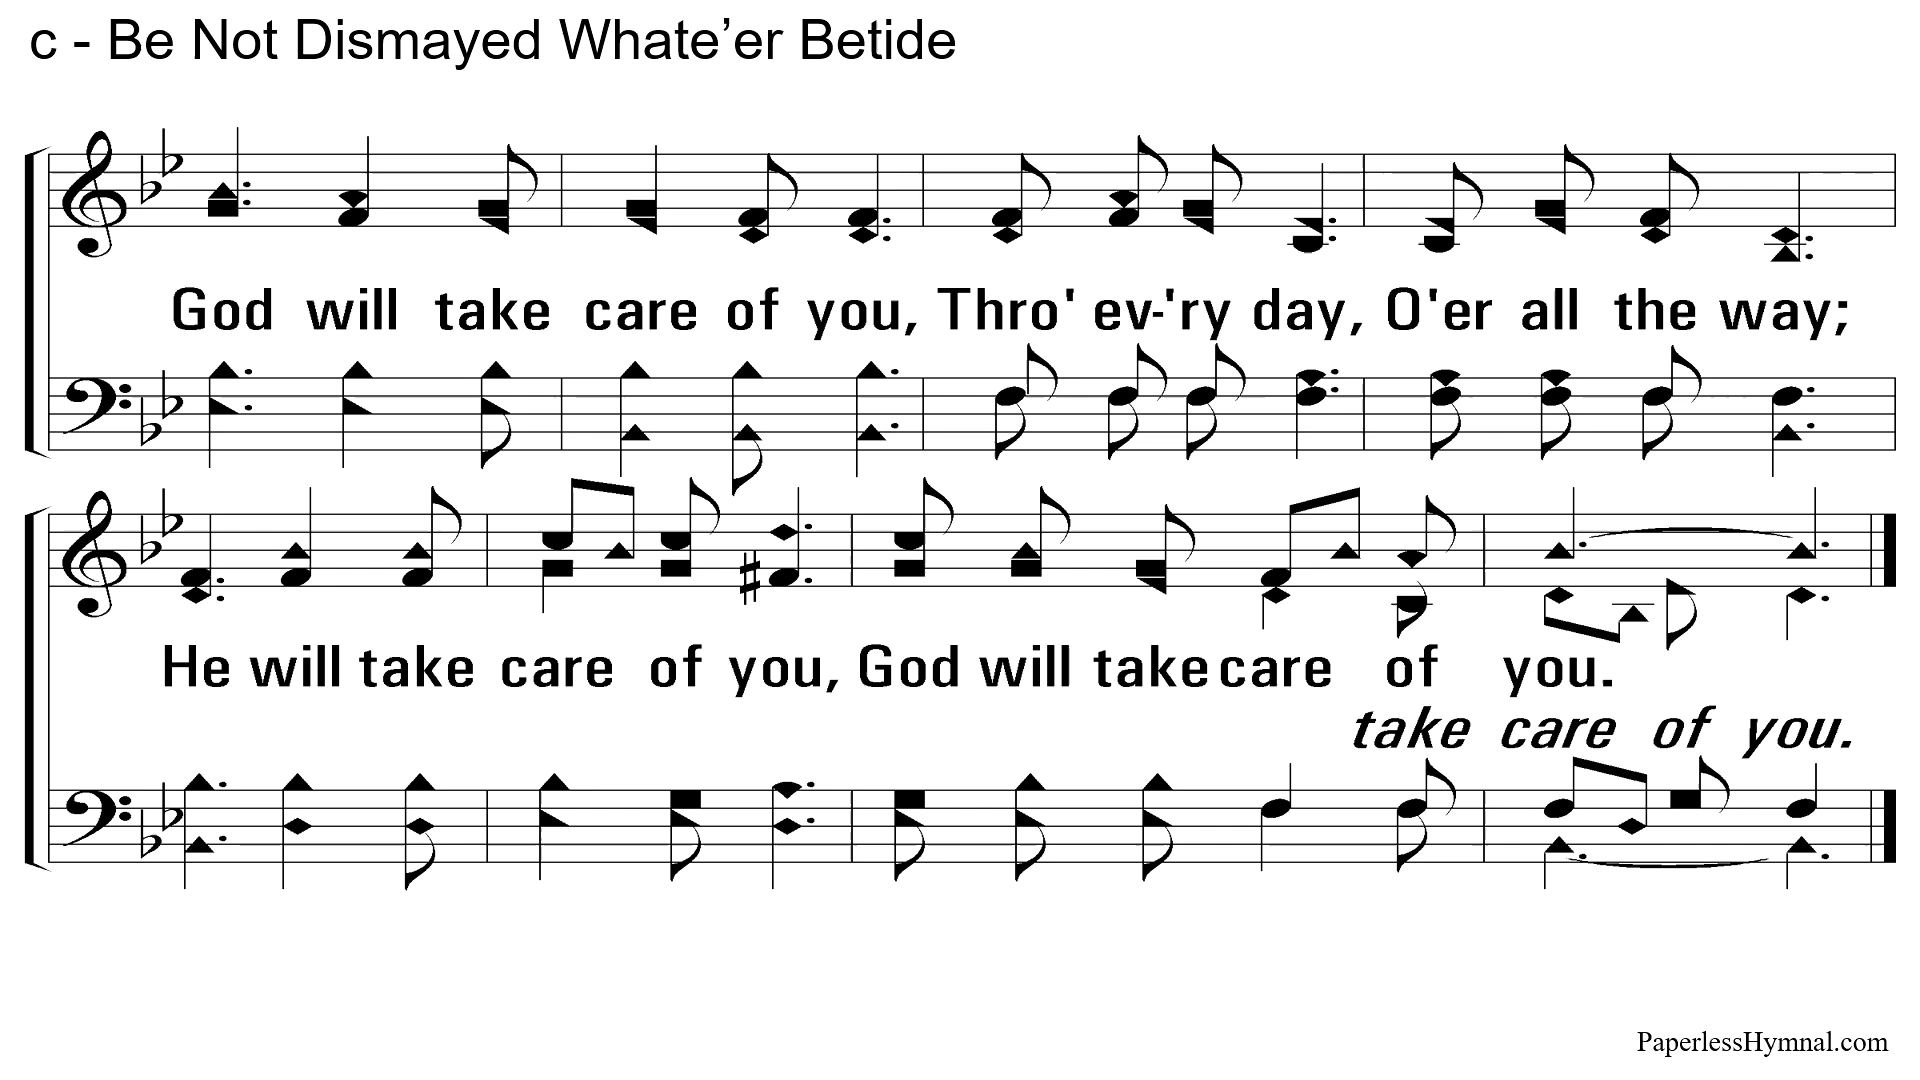 c - Be Not Dismayed Whate’er Betide
God will take care of you, Thro' ev-'ry day, O'er all the way;
He will take care of you, God will take care of you.
take care of you.
PaperlessHymnal.com